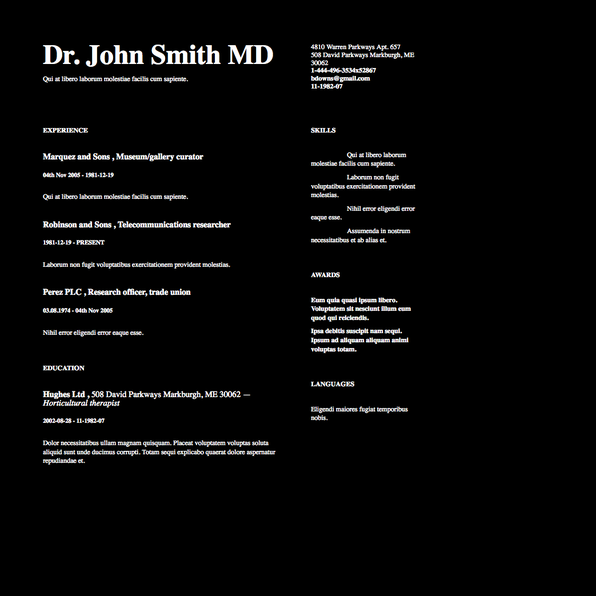 Dr. John Smith MD
Qui at libero laborum molestiae facilis cum sapiente.
4810 Warren Parkways Apt. 657
508 David Parkways Markburgh, ME
30062
1-444-496-3534x52867
bdowns@gmail.com
11-1982-07
EXPERIENCE
Marquez and Sons , Museum/gallery curator
04th Nov 2005 - 1981-12-19
Qui at libero laborum molestiae facilis cum sapiente.
Robinson and Sons , Telecommunications researcher
1981-12-19 - PRESENT
Laborum non fugit voluptatibus exercitationem provident molestias.
Perez PLC , Research officer, trade union
03.08.1974 - 04th Nov 2005
Nihil error eligendi error eaque esse.
EDUCATION
Hughes Ltd , 508 David Parkways Markburgh, ME 30062 —
Horticultural therapist
2002-08-28 - 11-1982-07
Dolor necessitatibus ullam magnam quisquam. Placeat voluptatem voluptas soluta
aliquid sunt unde ducimus corrupti. Totam sequi explicabo quaerat dolore aspernatur
repudiandae et.
SKILLS
Qui at libero laborum
molestiae facilis cum sapiente.
Laborum non fugit
voluptatibus exercitationem provident
molestias.
Nihil error eligendi error
eaque esse.
Assumenda in nostrum
necessitatibus et ab alias et.
AWARDS
Eum quia quasi ipsum libero.
Voluptatem sit nesciunt illum eum
quod qui reiciendis.
Ipsa debitis suscipit nam sequi.
Ipsum ad aliquam aliquam animi
voluptas totam.
LANGUAGES
Eligendi maiores fugiat temporibus
nobis.